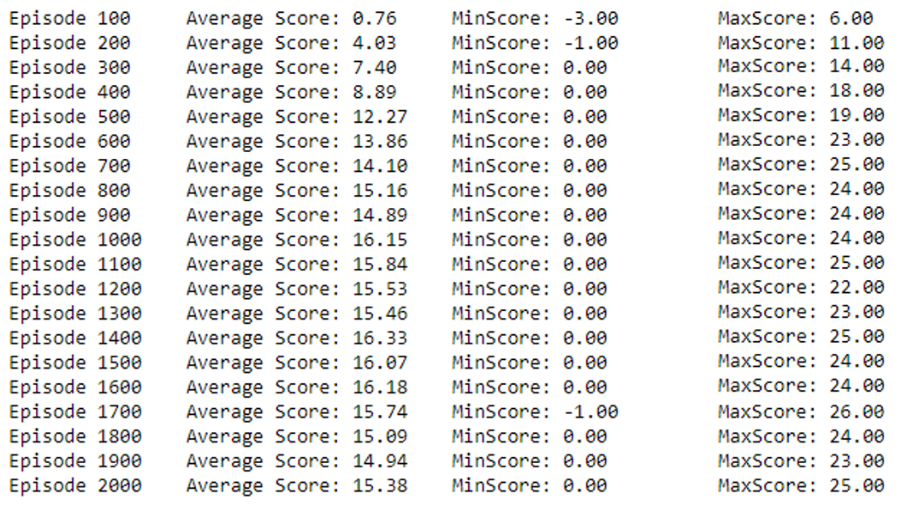 Episode 100 Average Score: 0.76 MinScore: -3.00 MaxScore: 6.00
Episode 200 Average Score: 4.03 MinScore: -1.00 MaxScore: 11.00
Episode 300 Average Score: 7.40 MinScore: 0.00 MaxScore: 14.00
Episode 400 Average Score: 8.89 MinScore: 0.00 MaxScore: 18.00
Episode 500 Average Score: 12.27 MinScore: 0.00 MaxScore: 19.00
Episode 600 Average Score: 13.86 MinScore: 0.00 MaxScore: 23.00
Episode 700 Average Score: 14.10 MinScore: 0.00 MaxScore: 25.00
Episode 800 Average Score: 15.16 MinScore: 0.00 MaxScore: 24.00
Episode 900 Average Score: 14.89 MinScore: 0.00 MaxScore: 24.00
Episode 1000 Average Score: 16.15 MinScore: 0.00 MaxScore: 24.00
Episode 1100 Average Score: 15.84 MinScore: 0.00 MaxScore: 25.00
Episode 1200 Average Score: 15.53 MinScore: 0.00 MaxScore: 22.00
Episode 1300 Average Score: 15.46 MinScore: 0.00 MaxScore: 23.00
Episode 1400 Average Score: 16.33 MinScore: 0.00 MaxScore: 25.00
Episode 1500 Average Score: 16.07 MinScore: 0.00 MaxScore: 24.00
Episode 1600 Average Score: 16.18 MinScore: 0.00 MaxScore: 24.00
Episode 1700 Average Score: 15.74 MinScore: -1.00 MaxScore: 26.00
Episode 1800 Average Score: 15.09 MinScore: 0.00 MaxScore: 24.00
Episode 1900 Average Score: 14.94 MinScore: 0.00 MaxScore: 23.00
Episode 2000 Average Score: 15.38 MinScore: 0.00 MaxScore: 25.00